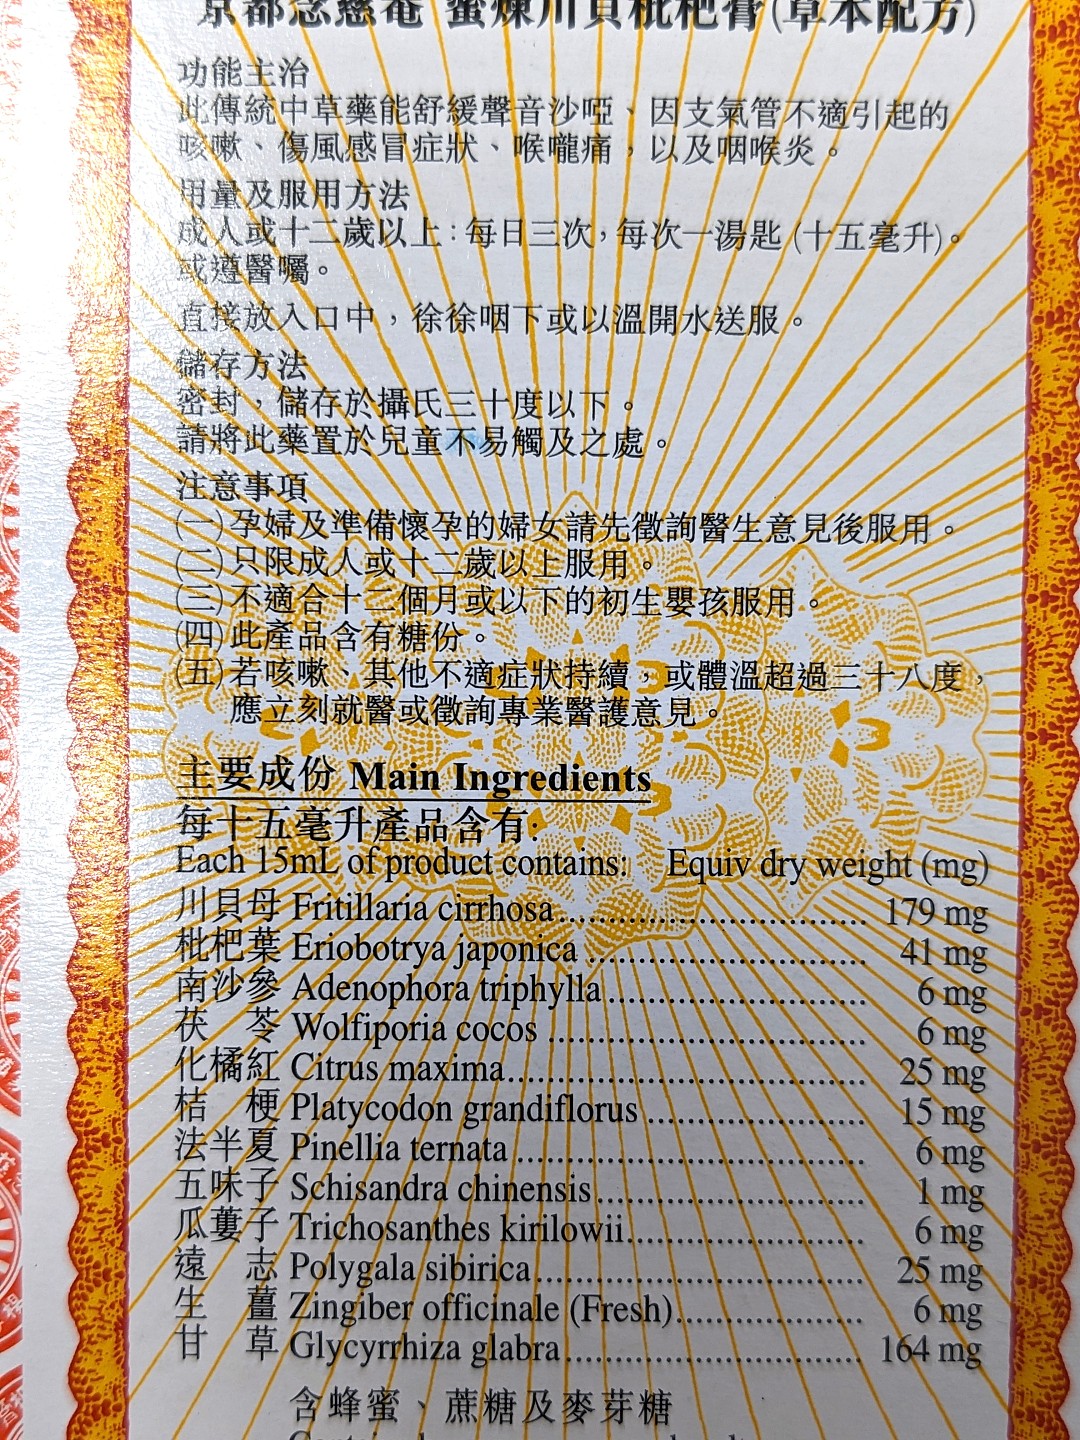 京都念慈菴 蜜煉川貝枇杷膏(草本配方)
功能主治
此傳統中草藥能舒緩聲音沙啞、因支氣管不適引起的
咳嗽、傷風感冒症狀、喉嚨痛，以及咽喉炎。
用量及服用方法
成人或十二歲以上：每日三次，每次一湯匙 (十五毫升)。
或遵醫囑。
直接放入口中，徐徐咽下或以溫開水送服。
儲存方法
密封，儲存於攝氏三十度以下。
請將此藥置於兒童不易觸及之處。
注意事項
(一)孕婦及準備懷孕的婦女請先徵詢醫生意見後服用。
(二)只限成人或十二歲以上服用。
(三)不適合十二個月或以下的初生嬰孩服用。
(四)此產品含有糖份。
(五)若咳嗽、其他不適症狀持續，或體溫超過三十八度，
應立刻就醫或徵詢專業醫護意見。
主要成份 Main Ingredients
每十五毫升產品含有:
Each 15mL of product contains: Equiv dry weight (mg)
川貝母 Fritillaria cirrhosa.................................. 179 mg
枇杷葉 Eriobotrya japonica ............................... 41 mg
南沙參 Adenophora triphylla............................. 6 mg
茯 苓 Wolfiporia cocos ................................... 6 mg
化橘紅 Citrus maxima....................................... 25 mg
桔 梗 Platycodon grandiflorus ........................ 15 mg
法半夏 Pinellia ternata ...................................... 6 mg
五味子 Schisandra chinensis............................. 1 mg
瓜蔞子 Trichosanthes kirilowii.......................... 6 mg
遠 志 Polygala sibirica.................................... 25 mg
生 薑 Zingiber officinale (Fresh)..................... 6 mg
甘 草 Glycyrrhiza glabra................................. 164 mg
含蜂蜜、蔗糖及麥芽糖